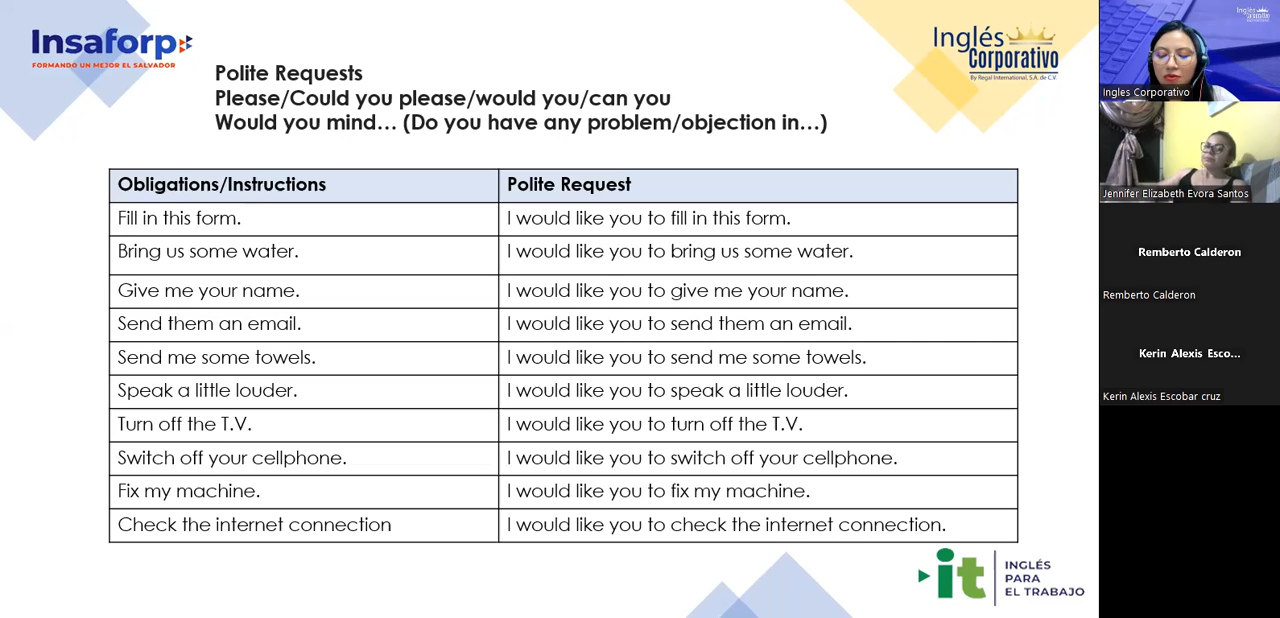 Insaforp
FORMANDO UN MEJOR EL SALVADOR
Inglés
Corporativo
By Regal International, S.A. de C.V.
Polite Requests
Please/Could you please/would you/can you
Would you mind... (Do you have any problem/objection in...)
Obligations/Instructions Polite Request
Fill in this form. I would like you to fill in this form.
Bring us some water. I would like you to bring us some water.
Give me your name. I would like you to give me your name.
Send them an email. I would like you to send them an email.
Send me some towels. I would like you to send me some towels.
Speak a little louder. I would like you to speak a little louder.
Turn off the T.V. I would like you to turn off the T.V.
Switch off your cellphone. I would like you to switch off your cellphone.
Fix my machine. I would like you to fix my machine.
Check the internet connection I would like you to check the internet connection.
it
INGLÉS
PARA
EL TRABAJO
Inglés
Ingles Corporativo
Jennifer Elizabeth Evora Santos
Remberto Calderon
Remberto Calderon
Kerin Alexis Esco...
Kerin Alexis Escobar cruz